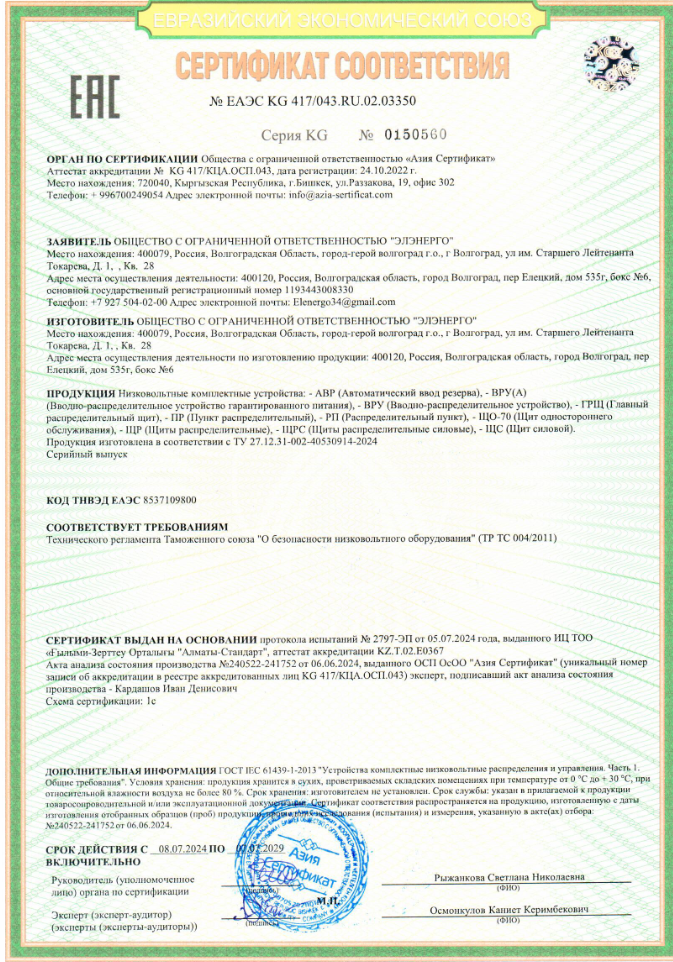 ЕВРАЗИЙСКИЙ ЭКОНОМИЧЕСКИЙ СОЮЗ
СЕРТИФИКАТ СООТВЕТСТВИЯ
ЕАС
№ ЕАЭС KG 417/043.RU.02.03350
Серия KG № 0150560
ОРГАН ПО СЕРТИФИКАЦИИ Общества с ограниченной ответственностью «Азия Сертификат»
Аттестат аккредитации № KG 417/КЦА.ОСП.043, дата регистрации: 24.10.2022 г.
Место нахождения: 720040, Кыргызская Республика, г.Бишкек, ул.Раззакова, 19, офис 302
Телефон: + 996700249054 Адрес электронной почты: info@azia-sertificat.com
ЗАЯВИТЕЛЬ ОБЩЕСТВО С ОГРАНИЧЕННОЙ ОТВЕТСТВЕННОСТЬЮ "ЭЛЭНЕРГО"
Место нахождения: 400079, Россия, Волгоградская Область, город-герой волгоград г.о., г Волгоград, ул им. Старшего Лейтенанта
Токарева, Д. 1, , Кв. 28
Адрес места осуществления деятельности: 400120, Россия, Волгоградская область, город Волгоград, пер Елецкий, дом 535г, бокс №6,
основной государственный регистрационный номер 1193443008330
Телефон: +7 927 504-02-00 Адрес электронной почты: Elenergo34@gmail.com
ИЗГОТОВИТЕЛЬ ОБЩЕСТВО С ОГРАНИЧЕННОЙ ОТВЕТСТВЕННОСТЬЮ "ЭЛЭНЕРГО"
Место нахождения: 400079, Россия, Волгоградская Область, город-герой волгоград г.о., г Волгоград, ул им. Старшего Лейтенанта
Токарева, Д. 1, , Кв. 28
Адрес места осуществления деятельности по изготовлению продукции: 400120, Россия, Волгоградская область, город Волгоград, пер
Елецкий, дом 535г, бокс №6
ПРОДУКЦИЯ Низковольтные комплектные устройства: - АВР (Автоматический ввод резерва), - ВРУ(А)
(Вводно-распределительное устройство гарантированного питания), - ВРУ (Вводно-распределительное устройство), - ГРЩ (Главный
распределительный щит), - ПР (Пункт распределительный), - РП (Распределительный пункт), - ЩО-70 (Щит одностороннего
обслуживания), - ЩР (Щиты распределительные), - ЩРС (Щиты распределительные силовые), - ЩС (Щит силовой).
Продукция изготовлена в соответствии с ТУ 27.12.31-002-40530914-2024
Серийный выпуск
КОД ТНВЭД ЕАЭС 8537109800
СООТВЕТСТВУЕТ ТРЕБОВАНИЯМ
Технического регламента Таможенного союза "О безопасности низковольтного оборудования" (ТР ТС 004/2011)
СЕРТИФИКАТ ВЫДАН НА ОСНОВАНИИ протокола испытаний № 2797-ЭП от 05.07.2024 года, выданного ИЦ ТОО
«Ғылыми-Зерттеу Орталығы "Алматы-Стандарт", аттестат аккредитации KZ.T.02.E0367
Акта анализа состояния производства №240522-241752 от 06.06.2024, выданного ОСП ОсОО "Азия Сертификат" (уникальный номер
записи об аккредитации в реестре аккредитованных лиц KG 417/КЦА.ОСП.043) эксперт, подписавший акт анализа состояния
производства - Кардашов Иван Денисович
Схема сертификации: 1с
ДОПОЛНИТЕЛЬНАЯ ИНФОРМАЦИЯ ГОСТ IEC 61439-1-2013 "Устройства комплектные низковольтные распределения и управления. Часть 1.
Общие требования". Условия хранения: продукция хранится в сухих, проветриваемых складских помещениях при температуре от 0 °С до + 30 °С, при
относительной влажности воздуха не более 80 %. Срок хранения: изготовителем не установлен. Срок службы: указан в прилагаемой к продукции
товаросопроводительной и/или эксплуатационной документации. Сертификат соответствия распространяется на продукцию, изготовленную с даты
изготовления отобранных образцов (проб) продукции, прошедших исследования (испытания) и измерения, указанную в акте(ах) отбора:
№240522-241752 от 06.06.2024.
СРОК ДЕЙСТВИЯ С 08.07.2024 ПО 07.07.2029
ВКЛЮЧИТЕЛЬНО
Руководитель (уполномоченное
лицо) органа по сертификации
(подпись)
Рыжанкова Светлана Николаевна
(ФИО)
М.П.
Азия
Сертификат
Эксперт (эксперт-аудитор)
(эксперты (эксперты-аудиторы))
(подпись)
Осмонкулов Каниет Керимбекович
(ФИО)